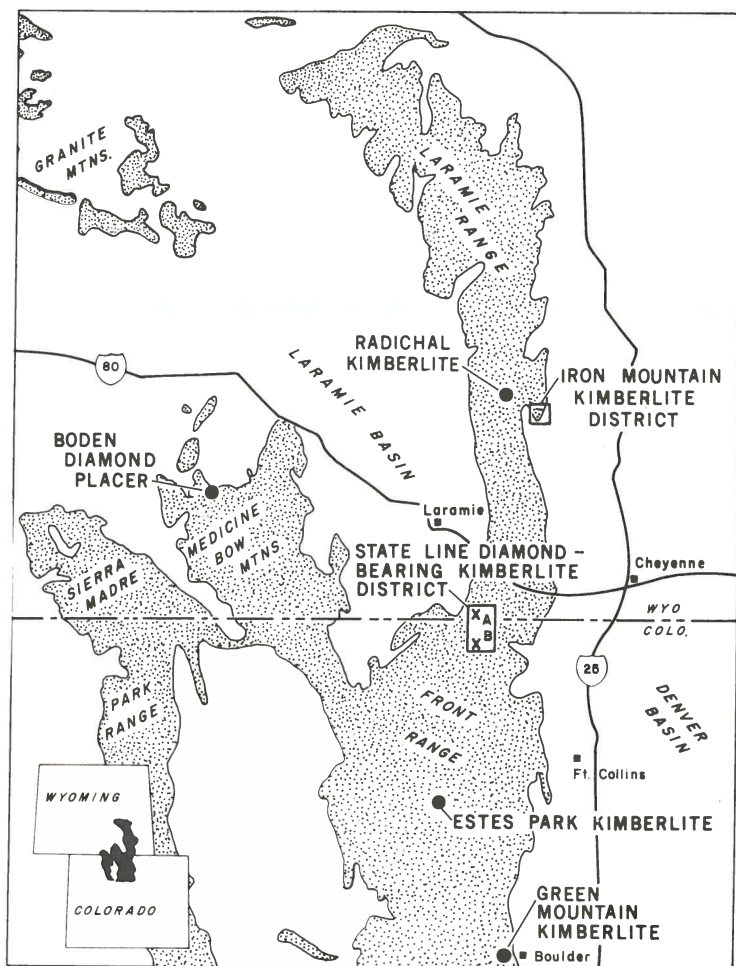 GRANITE
MTNS.
LARAMIE
RANGE
RADICHAL
KIMBERLITE
IRON MOUNTAIN
KIMBERLITE
DISTRICT
80
LARAMIE BASIN
BODEN
DIAMOND
PLACER
MEDICINE
BOW
MTNS.
Laramie
STATE LINE DIAMOND –
BEARING KIMBERLITE
DISTRICT
Cheyenne
SIERRA
MADRE
X A
B
X
WYO
COLO.
25
PARK
RANGE
FRONT
RANGE
DENVER
BASIN
Ft. Collins
WYOMING
COLORADO
ESTES PARK KIMBERLITE
GREEN
MOUNTAIN
KIMBERLITE
Boulder